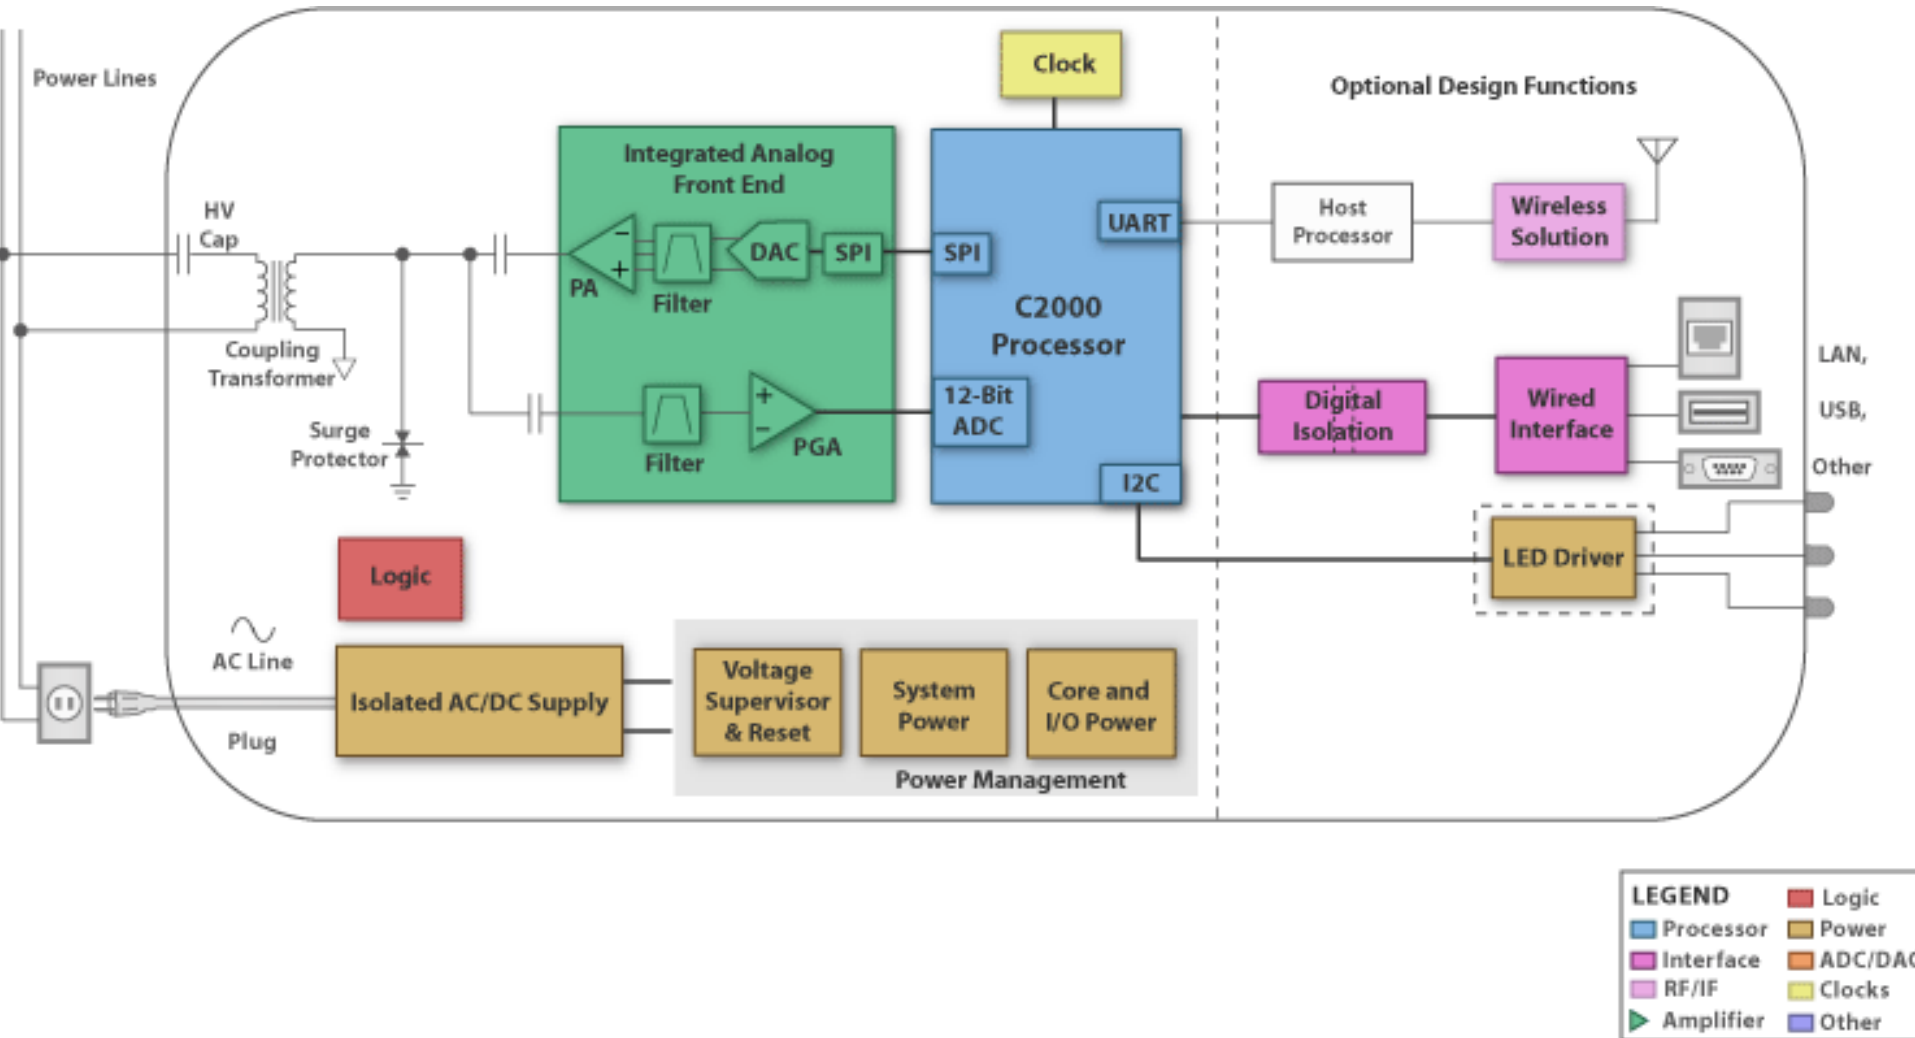 Power Lines
Clock
Optional Design Functions
Integrated Analog
Front End
HV
Cap
PA
Filter
DAC
SPI
SPI
UART
Host
Processor
Wireless
Solution
C2000
Processor
Coupling
Transformer
Surge
Protector
Filter
PGA
12-Bit
ADC
I2C
Digital
Isolation
Wired
Interface
LAN,
USB,
Other
LED Driver
Logic
AC Line
Plug
Isolated AC/DC Supply
Voltage
Supervisor
& Reset
System
Power
Core and
I/O Power
Power Management
LEGEND
Processor
Interface
RF/IF
Amplifier
Logic
Power
ADC/DAC
Clocks
Other